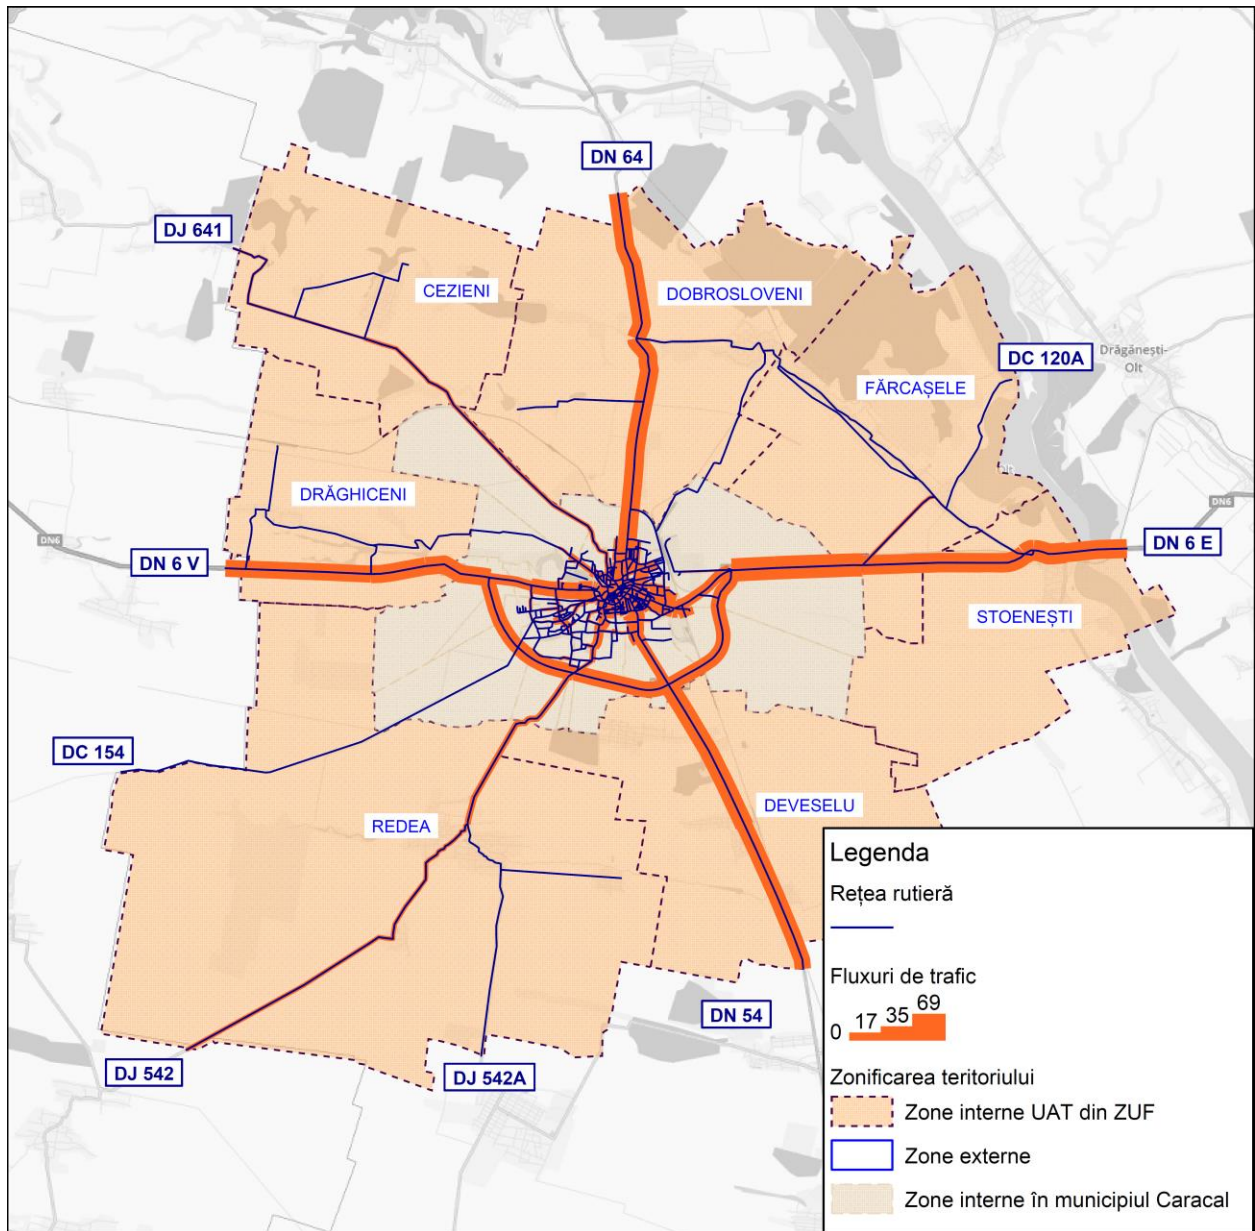 DN 64
DJ 641
CEZIENI
DOBROSLOVENI
Drăgănești-
Olt
DC 120A
FĂRCAȘELE
DRĂGHICENI
DN6
DN6
DN 6 V
DN 6 E
STOENEȘTI
DC 154
REDEA
DEVESELU
DN 54
DJ 542
DJ 542A
Legenda
Rețea rutieră
Fluxuri de trafic
0 17 35 69
Zonificarea teritoriului
Zone interne UAT din ZUF
Zone externe
Zone interne în municipiul Caracal